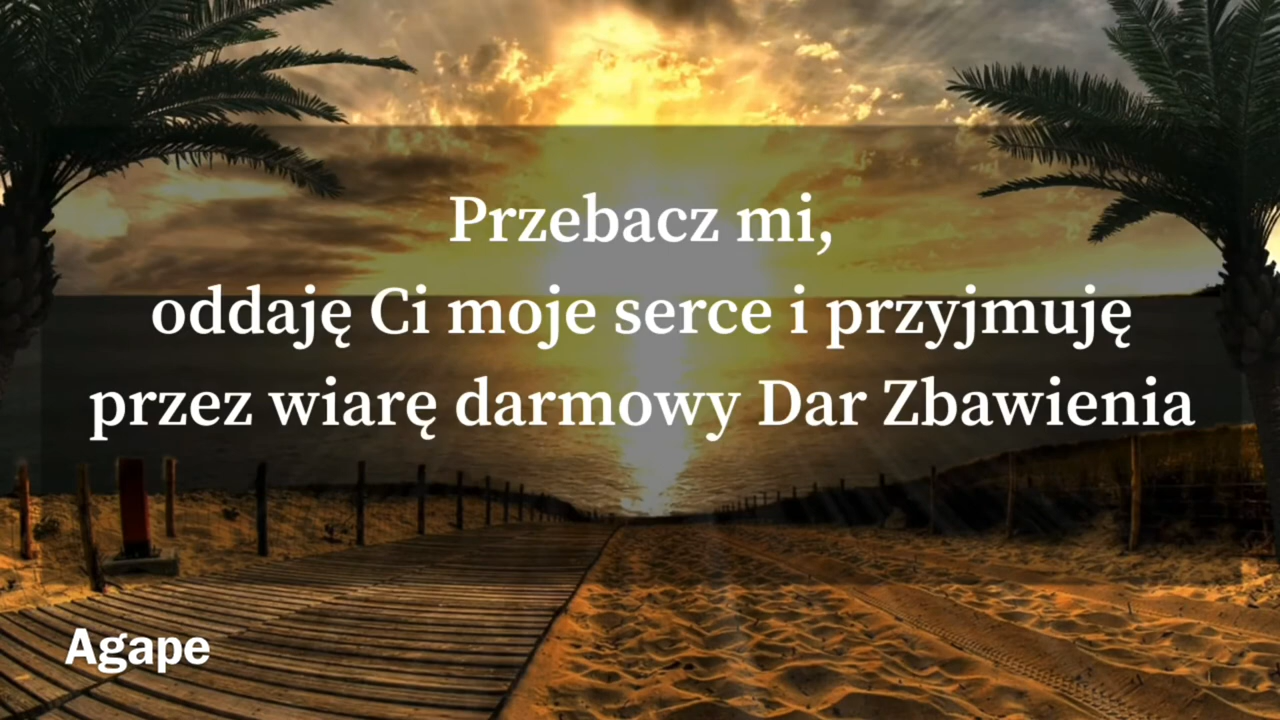 Przebacz mi,
oddaję Ci moje serce i przyjmuję
przez wiarę darmowy Dar Zbawienia
Agape